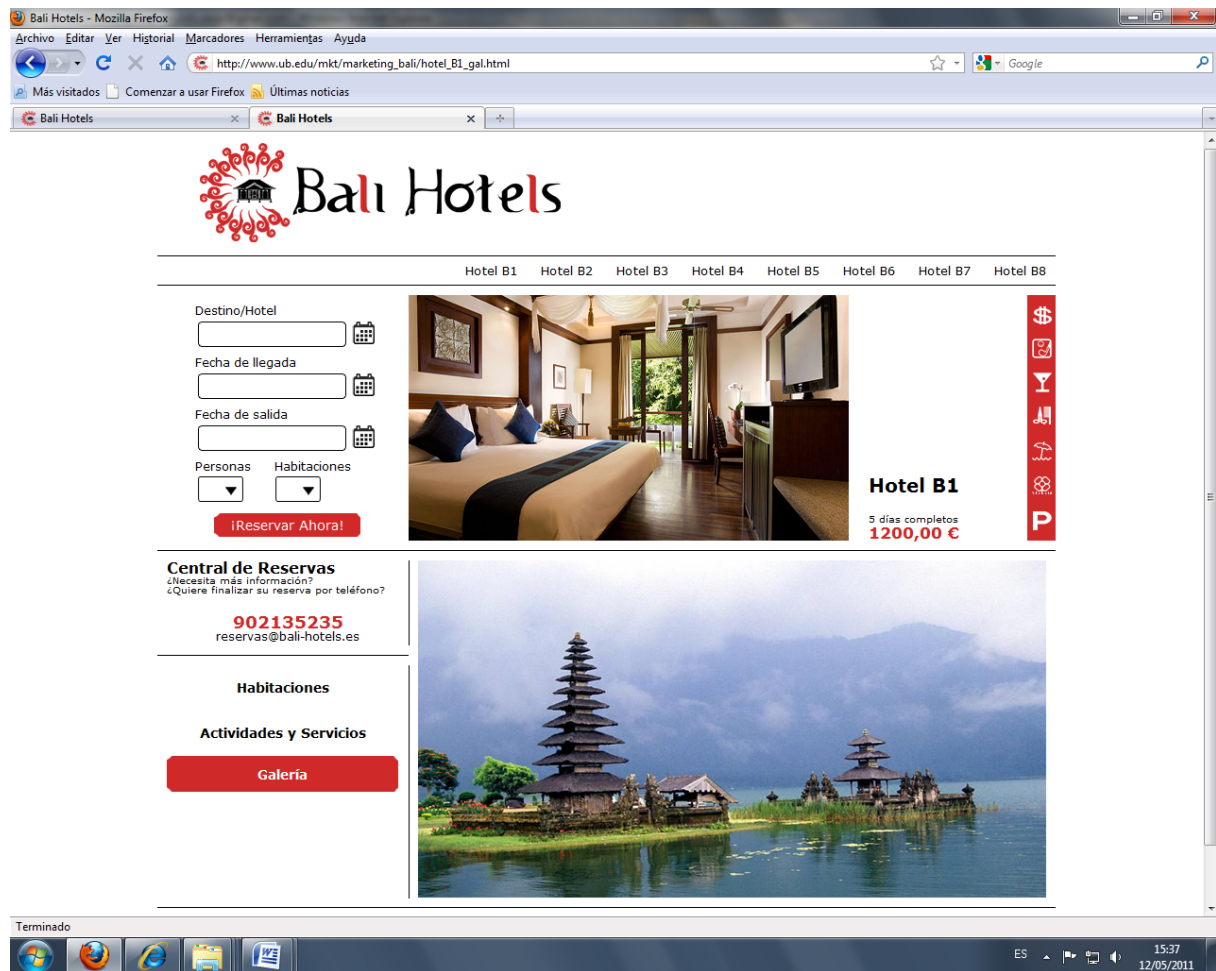 Bali Hotels - Mozilla Firefox
Archivo Editar Ver Historial Marcadores Herramientas Ayuda
http://www.ub.edu/mkt/marketing_bali/hotel_B1_gal.html
Google
Más visitados Comenzar a usar Firefox Últimas noticias
Bali Hotels
Bali Hotels
Bali Hotels
Hotel B1 Hotel B2 Hotel B3 Hotel B4 Hotel B5 Hotel B6 Hotel B7 Hotel B8
Destino/Hotel
Fecha de llegada
Fecha de salida
Personas Habitaciones
¡Reservar Ahora!
Hotel B1
5 días completos
1200,00 €
$
P
Central de Reservas
¿Necesita más información?
¿Quiere finalizar su reserva por teléfono?
902135235
reservas@bali-hotels.es
Habitaciones
Actividades y Servicios
Galería
Terminado
ES
15:37
12/05/2011